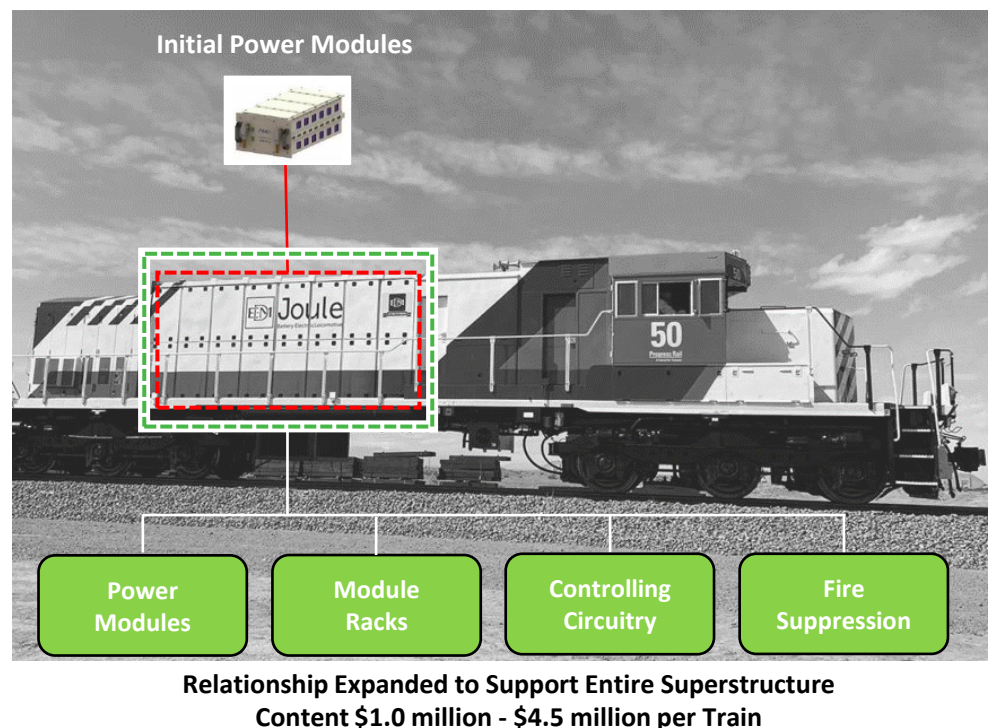 Initial Power Modules
EMD
Joule
Battery Electric Locomotive
50
50
Progress Rail
Power
Modules
Module
Racks
Controlling
Circuitry
Fire
Suppression
Relationship Expanded to Support Entire Superstructure
Content $1.0 million - $4.5 million per Train